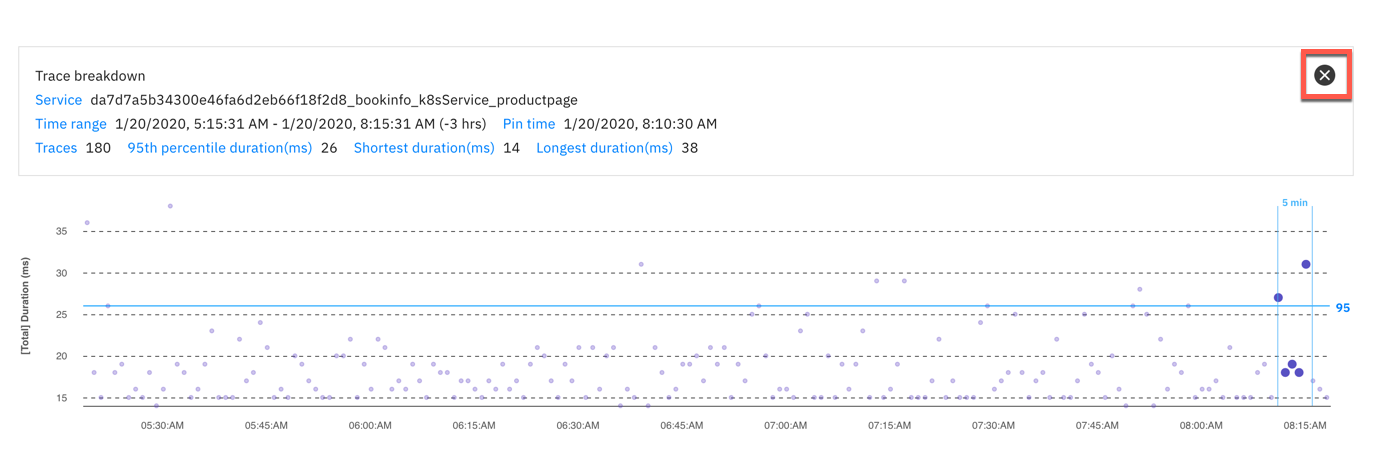 Trace breakdown
Service da7d7a5b34300e46fa6d2eb66f18f2d8_bookinfo_k8sService_productpage
Time range 1/20/2020, 5:15:31 AM - 1/20/2020, 8:15:31 AM (-3 hrs) Pin time 1/20/2020, 8:10:30 AM
Traces 180 95th percentile duration(ms) 26 Shortest duration(ms) 14 Longest duration(ms) 38
5 min
35
30
95
25
20
15
[Total] Duration (ms)
05:30:AM 05:45:AM 06:00:AM 06:15:AM 06:30:AM 06:45:AM 07:00:AM 07:15:AM 07:30:AM 07:45:AM 08:00:AM 08:15:AM